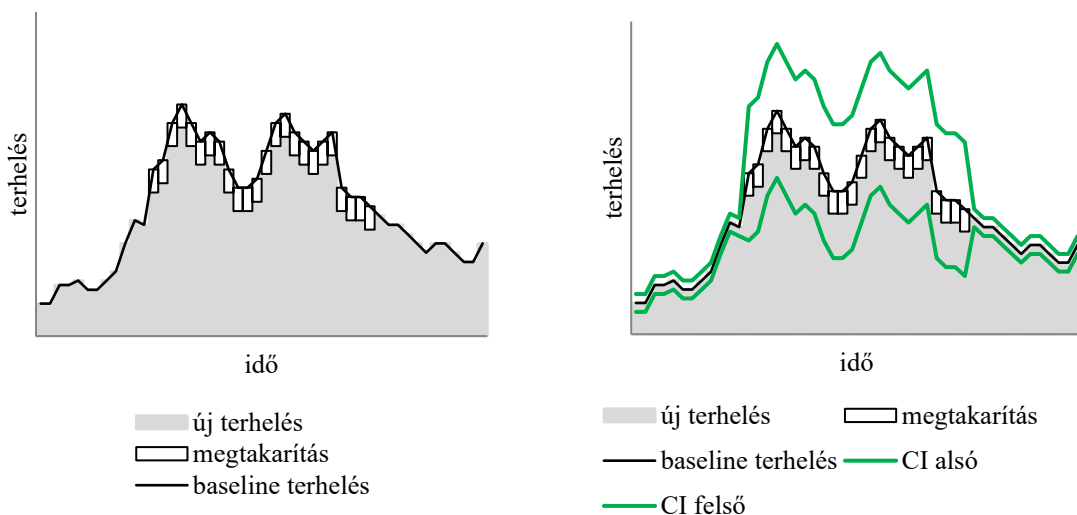 terhelés
idő
új terhelés
megtakarítás
baseline terhelés
terhelés
idő
új terhelés
megtakarítás
baseline terhelés
CI alsó
CI felső